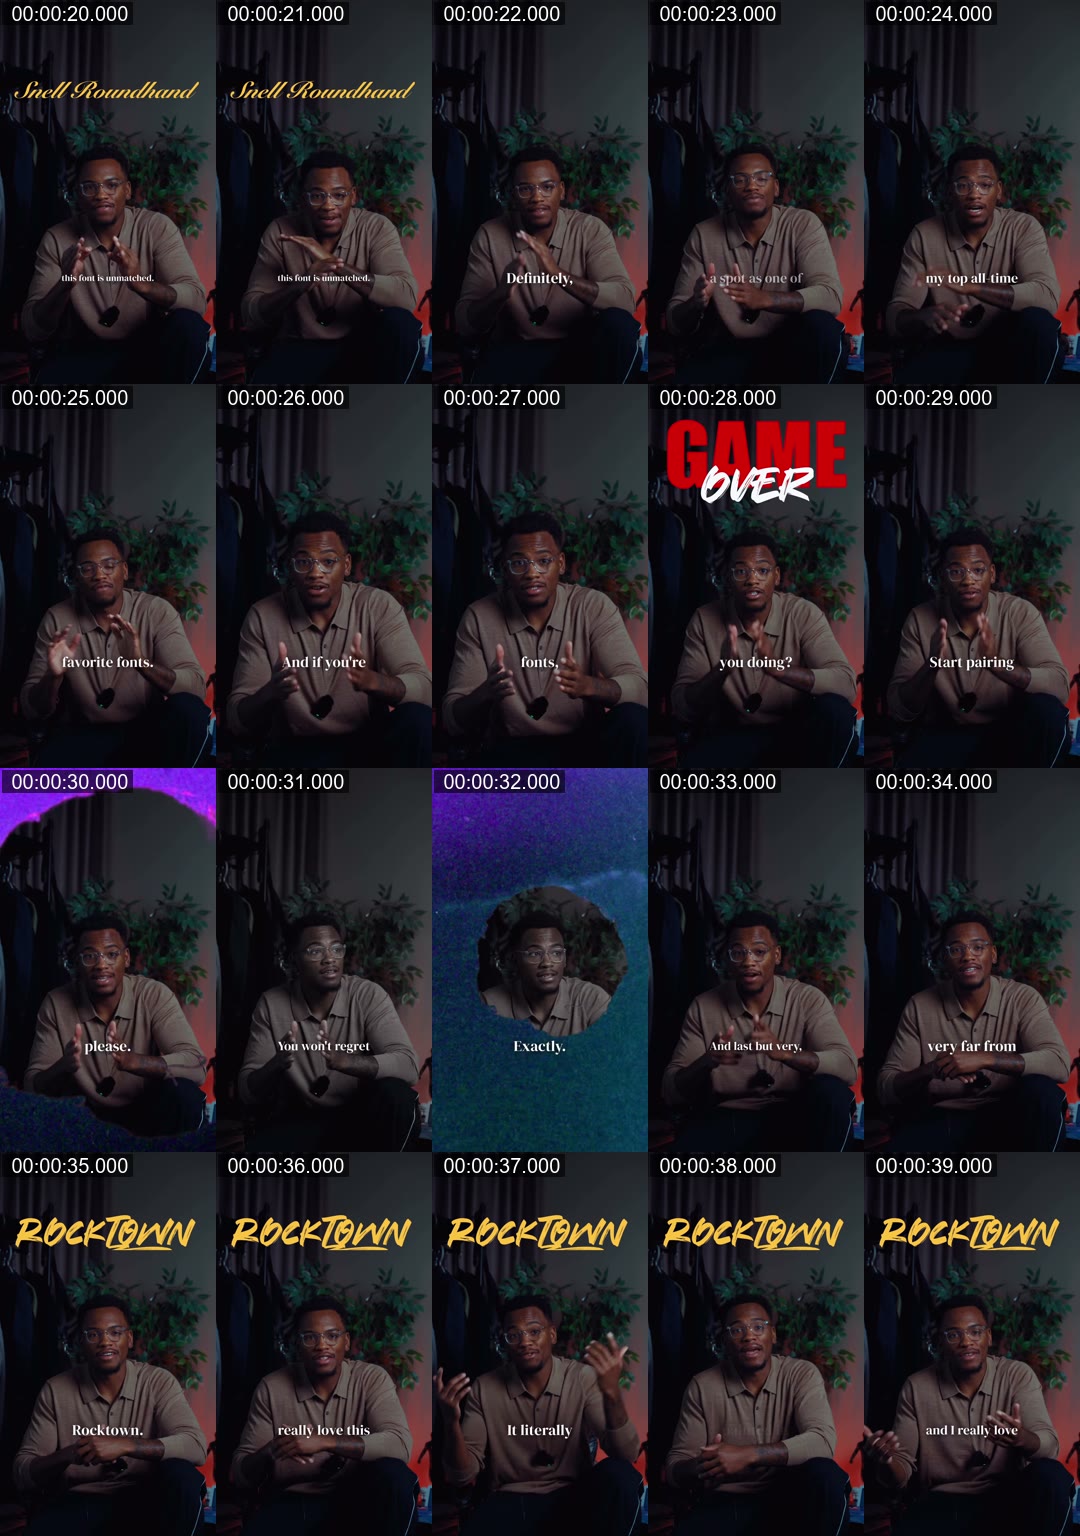 00:00:20.000
Snell Roundhand
this font is unmatched.
00:00:21.000
Snell Roundhand
this font is unmatched.
00:00:22.000
Definitely,
00:00:23.000
a spot as one of
00:00:24.000
my top all-time
00:00:25.000
favorite fonts.
00:00:26.000
And if you're
00:00:27.000
fonts,
00:00:28.000
GAME
OVER
you doing?
00:00:29.000
Start pairing
00:00:30.000
please.
00:00:31.000
You won't regret
00:00:32.000
Exactly.
00:00:33.000
And last but very,
00:00:34.000
very far from
00:00:35.000
ROCKTOWN
Rocktown.
00:00:36.000
ROCKTOWN
really love this
00:00:37.000
ROCKTOWN
It literally
00:00:38.000
ROCKTOWN
00:00:39.000
ROCKTOWN
and I really love